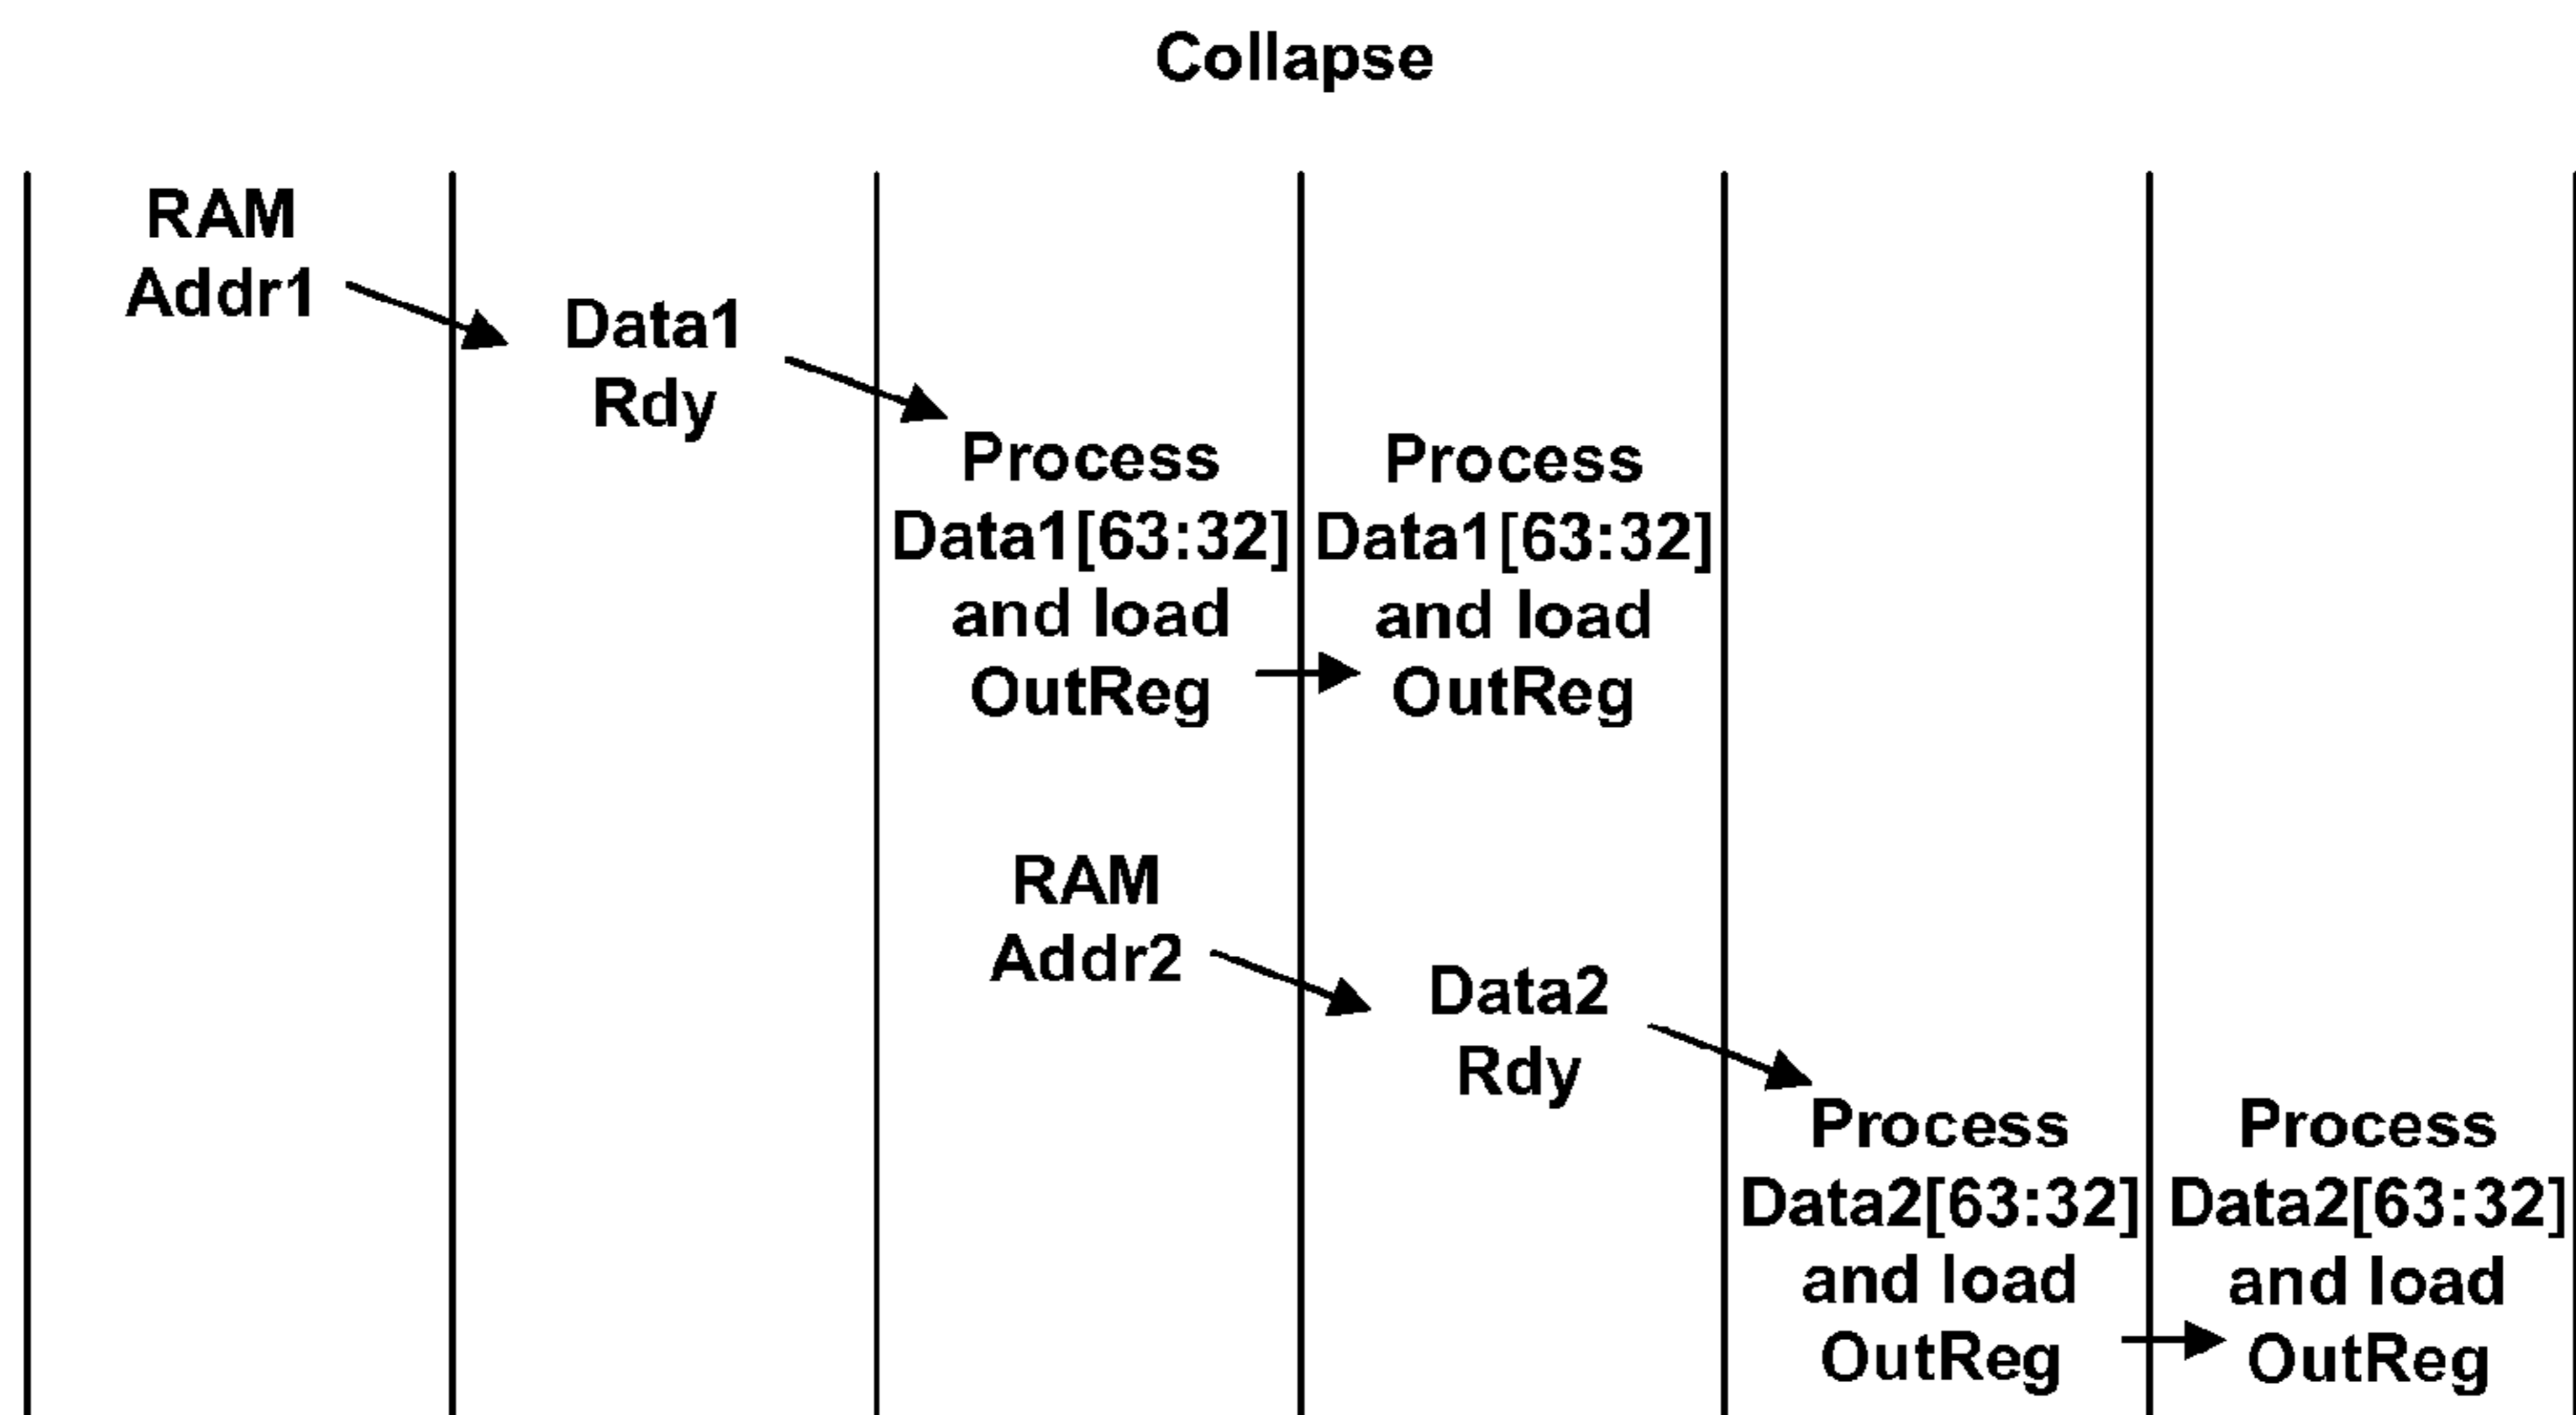 Collapse
RAM
Addr1
Data1
Rdy
Process
Data1[63:32]
and load
OutReg
Process
Data1[63:32]
and load
OutReg
RAM
Addr2
Data2
Rdy
Process
Data2[63:32]
and load
OutReg
Process
Data2[63:32]
and load
OutReg